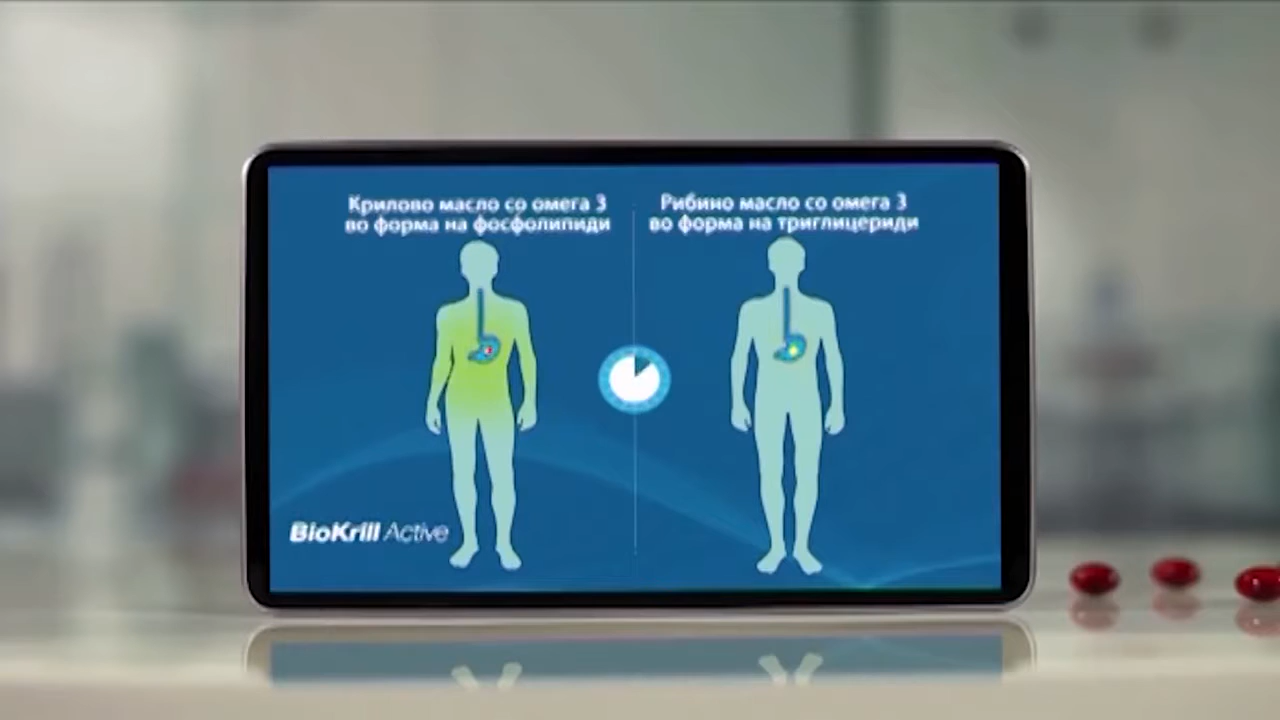 Крилово масло со омега 3
во форма на фосфолипиди
Рибино масло со омега 3
во форма на триглицериди
BioKrill Active